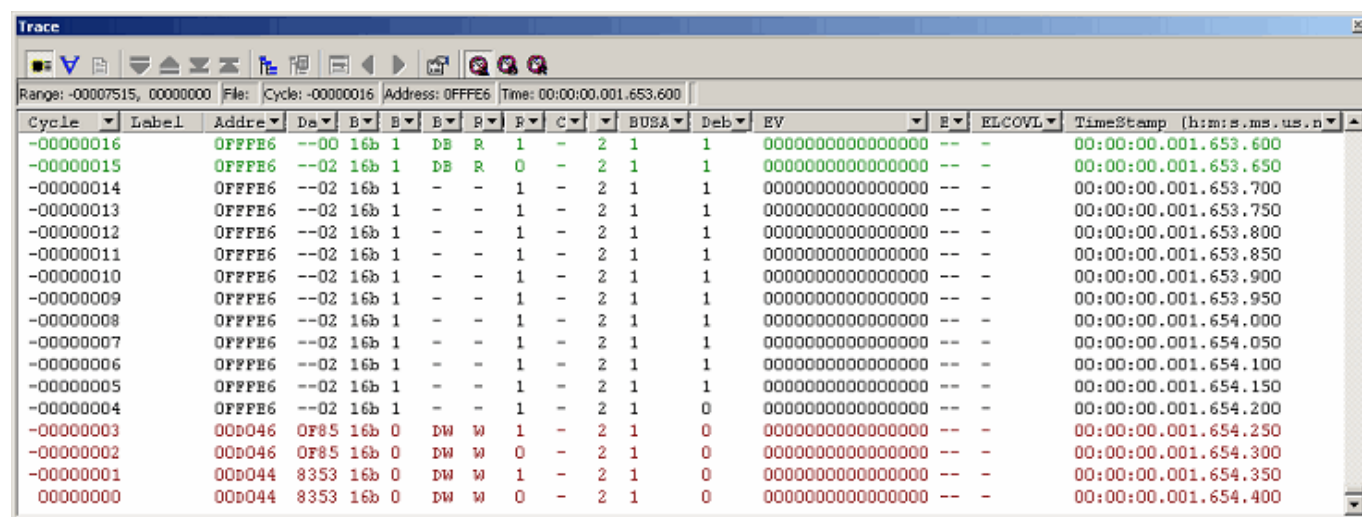 Trace
Range: -00007515, 00000000 File: Cycle: -00000016 Address: 0FFFE6 Time: 00:00:00.001.653.600
Cycle Label Addre Da B B B R R C BUSA Deb EV E ELCOVL TimeStamp (h:m:s.ms.us.n
-00000016 0FFFE6 --00 16b 1 DB R 1 - 2 1 1 0000000000000000 -- - 00:00:00.001.653.600
-00000015 0FFFE6 --02 16b 1 DB R 0 - 2 1 1 0000000000000000 -- - 00:00:00.001.653.650
-00000014 0FFFE6 --02 16b 1 - - 1 - 2 1 1 0000000000000000 -- - 00:00:00.001.653.700
-00000013 0FFFE6 --02 16b 1 - - 1 - 2 1 1 0000000000000000 -- - 00:00:00.001.653.750
-00000012 0FFFE6 --02 16b 1 - - 1 - 2 1 1 0000000000000000 -- - 00:00:00.001.653.800
-00000011 0FFFE6 --02 16b 1 - - 1 - 2 1 1 0000000000000000 -- - 00:00:00.001.653.850
-00000010 0FFFE6 --02 16b 1 - - 1 - 2 1 1 0000000000000000 -- - 00:00:00.001.653.900
-00000009 0FFFE6 --02 16b 1 - - 1 - 2 1 1 0000000000000000 -- - 00:00:00.001.653.950
-00000008 0FFFE6 --02 16b 1 - - 1 - 2 1 1 0000000000000000 -- - 00:00:00.001.654.000
-00000007 0FFFE6 --02 16b 1 - - 1 - 2 1 1 0000000000000000 -- - 00:00:00.001.654.050
-00000006 0FFFE6 --02 16b 1 - - 1 - 2 1 1 0000000000000000 -- - 00:00:00.001.654.100
-00000005 0FFFE6 --02 16b 1 - - 1 - 2 1 1 0000000000000000 -- - 00:00:00.001.654.150
-00000004 0FFFE6 --02 16b 1 - - 1 - 2 1 0 0000000000000000 -- - 00:00:00.001.654.200
-00000003 00D046 0F85 16b 0 DW W 1 - 2 1 0 0000000000000000 -- - 00:00:00.001.654.250
-00000002 00D046 0F85 16b 0 DW W 0 - 2 1 0 0000000000000000 -- - 00:00:00.001.654.300
-00000001 00D044 8353 16b 0 DW W 1 - 2 1 0 0000000000000000 -- - 00:00:00.001.654.350
00000000 00D044 8353 16b 0 DW W 0 - 2 1 0 0000000000000000 -- - 00:00:00.001.654.400